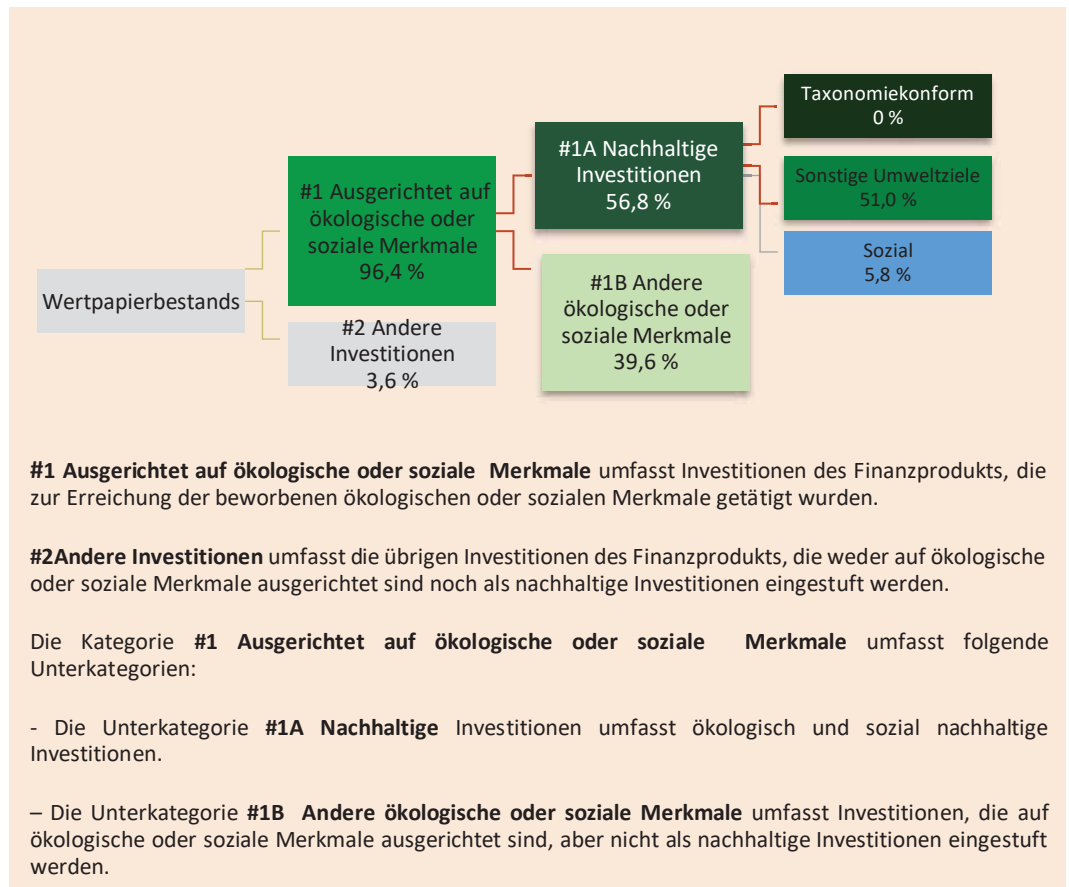 Wertpapierbestands
#1 Ausgerichtet auf
ökologische oder
soziale Merkmale
96,4 %
#2 Andere
Investitionen
3,6 %
#1A Nachhaltige
Investitionen
56,8 %
#1B Andere
ökologische oder
soziale Merkmale
39,6 %
Taxonomiekonform
0 %
Sonstige Umweltziele
51,0 %
Sozial
5,8 %
#1 Ausgerichtet auf ökologische oder soziale Merkmale umfasst Investitionen des Finanzprodukts, die
zur Erreichung der beworbenen ökologischen oder sozialen Merkmale getätigt wurden.
#2Andere Investitionen umfasst die übrigen Investitionen des Finanzprodukts, die weder auf ökologische
oder soziale Merkmale ausgerichtet sind noch als nachhaltige Investitionen eingestuft werden.
Die Kategorie #1 Ausgerichtet auf ökologische oder soziale Merkmale umfasst folgende
Unterkategorien:
- Die Unterkategorie #1A Nachhaltige Investitionen umfasst ökologisch und sozial nachhaltige
Investitionen.
– Die Unterkategorie #1B Andere ökologische oder soziale Merkmale umfasst Investitionen, die auf
ökologische oder soziale Merkmale ausgerichtet sind, aber nicht als nachhaltige Investitionen eingestuft
werden.